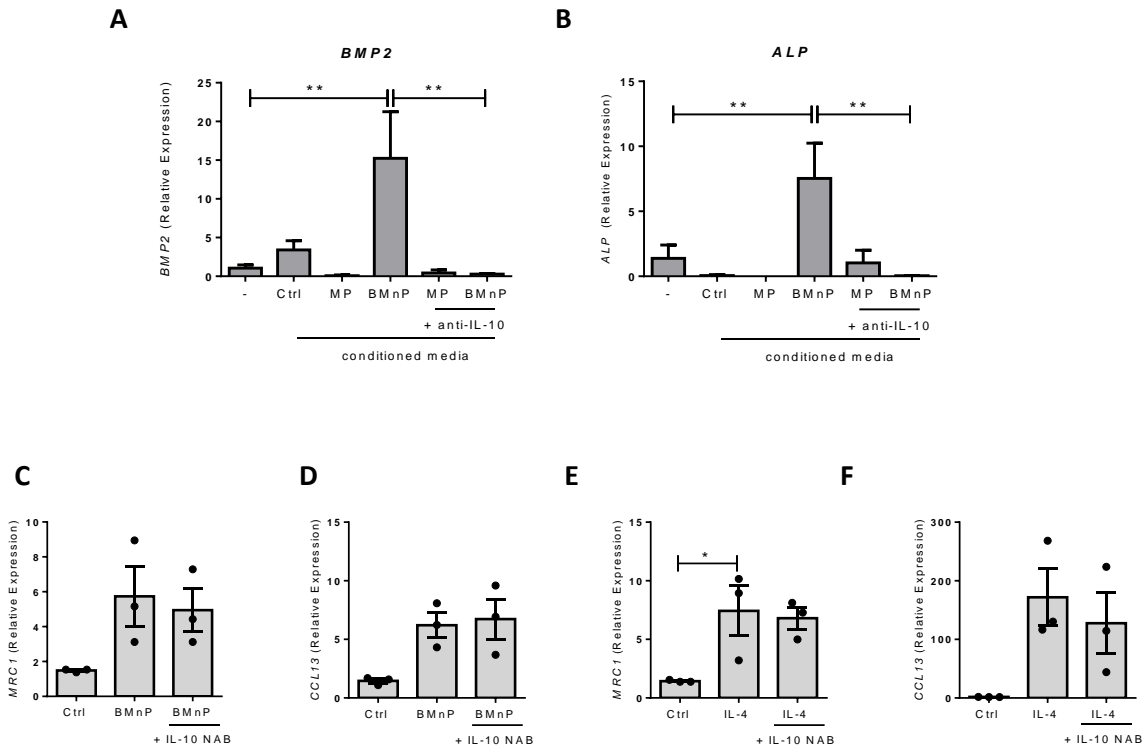 A
BMP2
BMP2 (Relative Expression)
25
20
15
10
5
0
**
**
- Ctrl MP BMnP MP BMnP
+ anti-IL-10
conditioned media
B
ALP
ALP (Relative Expression)
15
10
5
0
**
**
- Ctrl MP BMnP MP BMnP
+ anti-IL-10
conditioned media
C
MRC1 (Relative Expression)
10
8
6
4
2
0
Ctrl BMnP BMnP
+ IL-10 NAB
D
CCL13 (Relative Expression)
15
10
5
0
Ctrl BMnP BMnP
+ IL-10 NAB
E
MRC1 (Relative Expression)
15
10
5
0
*
Ctrl IL-4 IL-4
+ IL-10 NAB
F
CCL13 (Relative Expression)
300
200
100
0
Ctrl IL-4 IL-4
+ IL-10 NAB